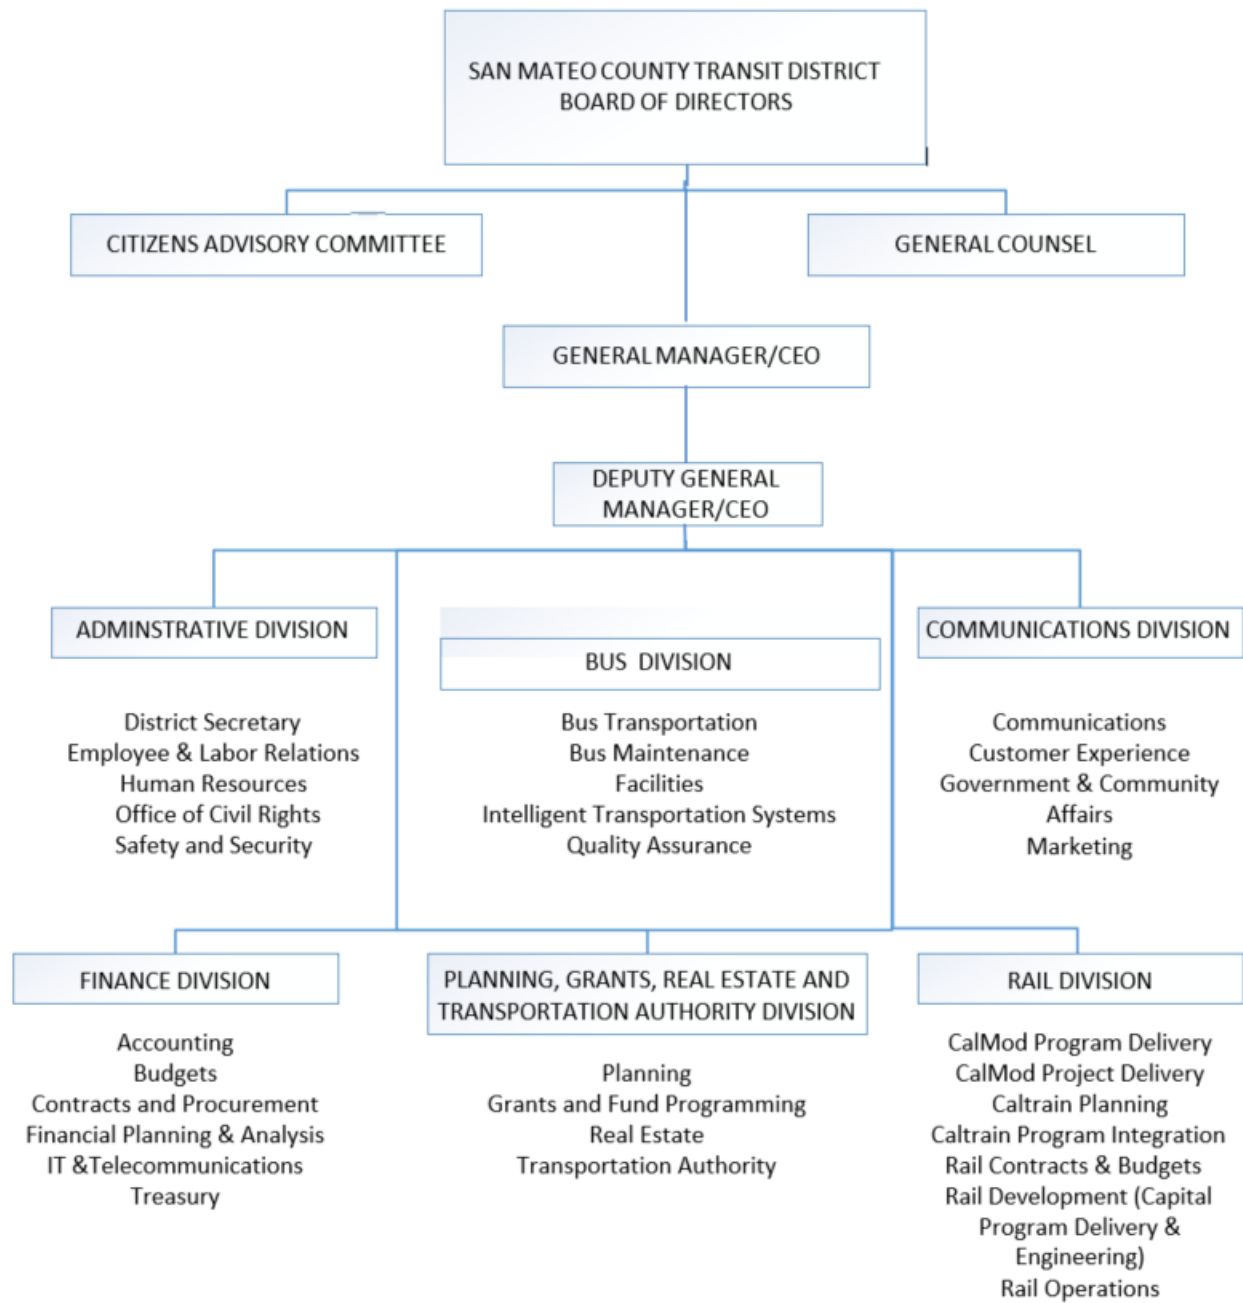 SAN MATEO COUNTY TRANSIT DISTRICT
BOARD OF DIRECTORS
CITIZENS ADVISORY COMMITTEE
GENERAL COUNSEL
GENERAL MANAGER/CEO
DEPUTY GENERAL
MANAGER/CEO
ADMINSTRATIVE DIVISION
District Secretary
Employee & Labor Relations
Human Resources
Office of Civil Rights
Safety and Security
BUS DIVISION
Bus Transportation
Bus Maintenance
Facilities
Intelligent Transportation Systems
Quality Assurance
COMMUNICATIONS DIVISION
Communications
Customer Experience
Government & Community
Affairs
Marketing
FINANCE DIVISION
Accounting
Budgets
Contracts and Procurement
Financial Planning & Analysis
IT &Telecommunications
Treasury
PLANNING, GRANTS, REAL ESTATE AND
TRANSPORTATION AUTHORITY DIVISION
Planning
Grants and Fund Programming
Real Estate
Transportation Authority
RAIL DIVISION
CalMod Program Delivery
CalMod Project Delivery
Caltrain Planning
Caltrain Program Integration
Rail Contracts & Budgets
Rail Development (Capital
Program Delivery &
Engineering)
Rail Operations